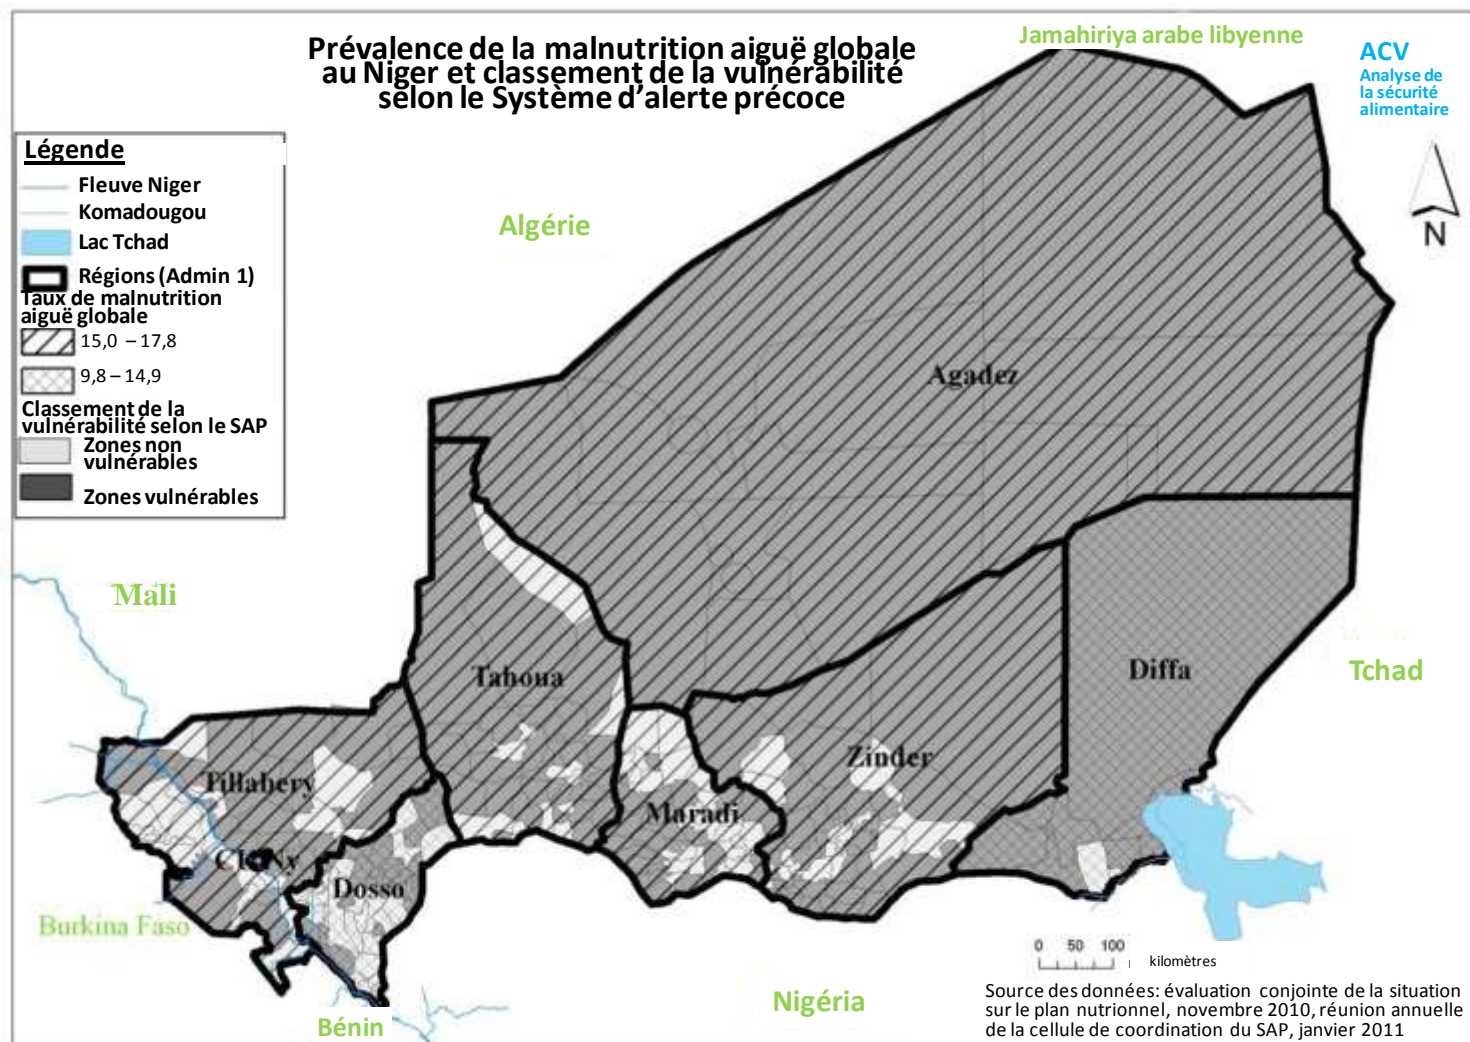 Prévalence de la malnutrition aiguë globale
au Niger et classement de la vulnérabilité
selon le Système d'alerte précoce
Jamahiriya arabe libyenne
ACV
Analyse de
la sécurité
alimentaire
N
Légende
Fleuve Niger
Komadougou
Lac Tchad
Régions (Admin 1)
Taux de malnutrition
aiguë globale
15,0 – 17,8
9,8 – 14,9
Classement de la
vulnérabilité selon le SAP
Zones non
vulnérables
Zones vulnérables
Algérie
Agadez
Mali
Tahoua
Diffa
Tchad
Tillabery
Zinder
Maradi
Dosso
Burkina Faso
Bénin
Nigéria
0 50 100
kilomètres
Source des données: évaluation conjointe de la situation
sur le plan nutritionnel, novembre 2010, réunion annuelle
de la cellule de coordination du SAP, janvier 2011